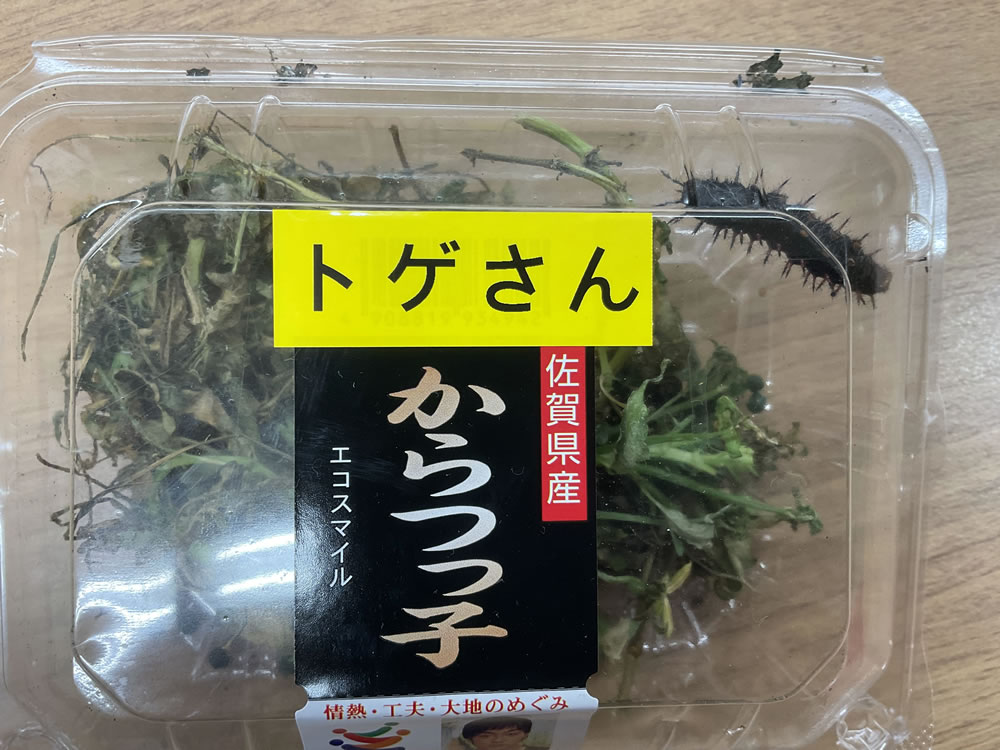 トゲさん
佐賀県産
からつっ子
エコスマイル
情熱・工夫・大地のめぐみ